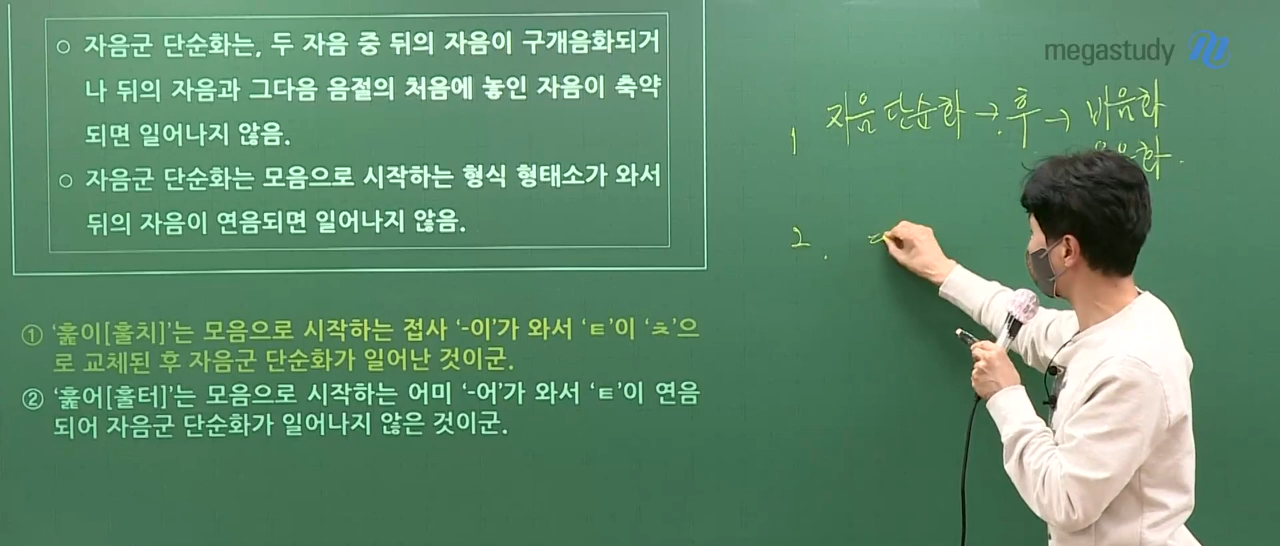 ○ 자음군 단순화는, 두 자음 중 뒤의 자음이 구개음화되거
나 뒤의 자음과 그다음 음절의 처음에 놓인 자음이 축약
되면 일어나지 않음.
○ 자음군 단순화는 모음으로 시작하는 형식 형태소가 와서
뒤의 자음이 연음되면 일어나지 않음.
① ‘훑이[훌치]’는 모음으로 시작하는 접사 ‘-이’가 와서 ‘ㅌ’이 ‘ㅊ’으
로 교체된 후 자음군 단순화가 일어난 것이군.
② ‘훑어[훌터]’는 모음으로 시작하는 어미 ‘-어’가 와서 ‘ㅌ’이 연음
되어 자음군 단순화가 일어나지 않은 것이군.
megastudy
1 자음 단순화 → 후 → 비음화
2.